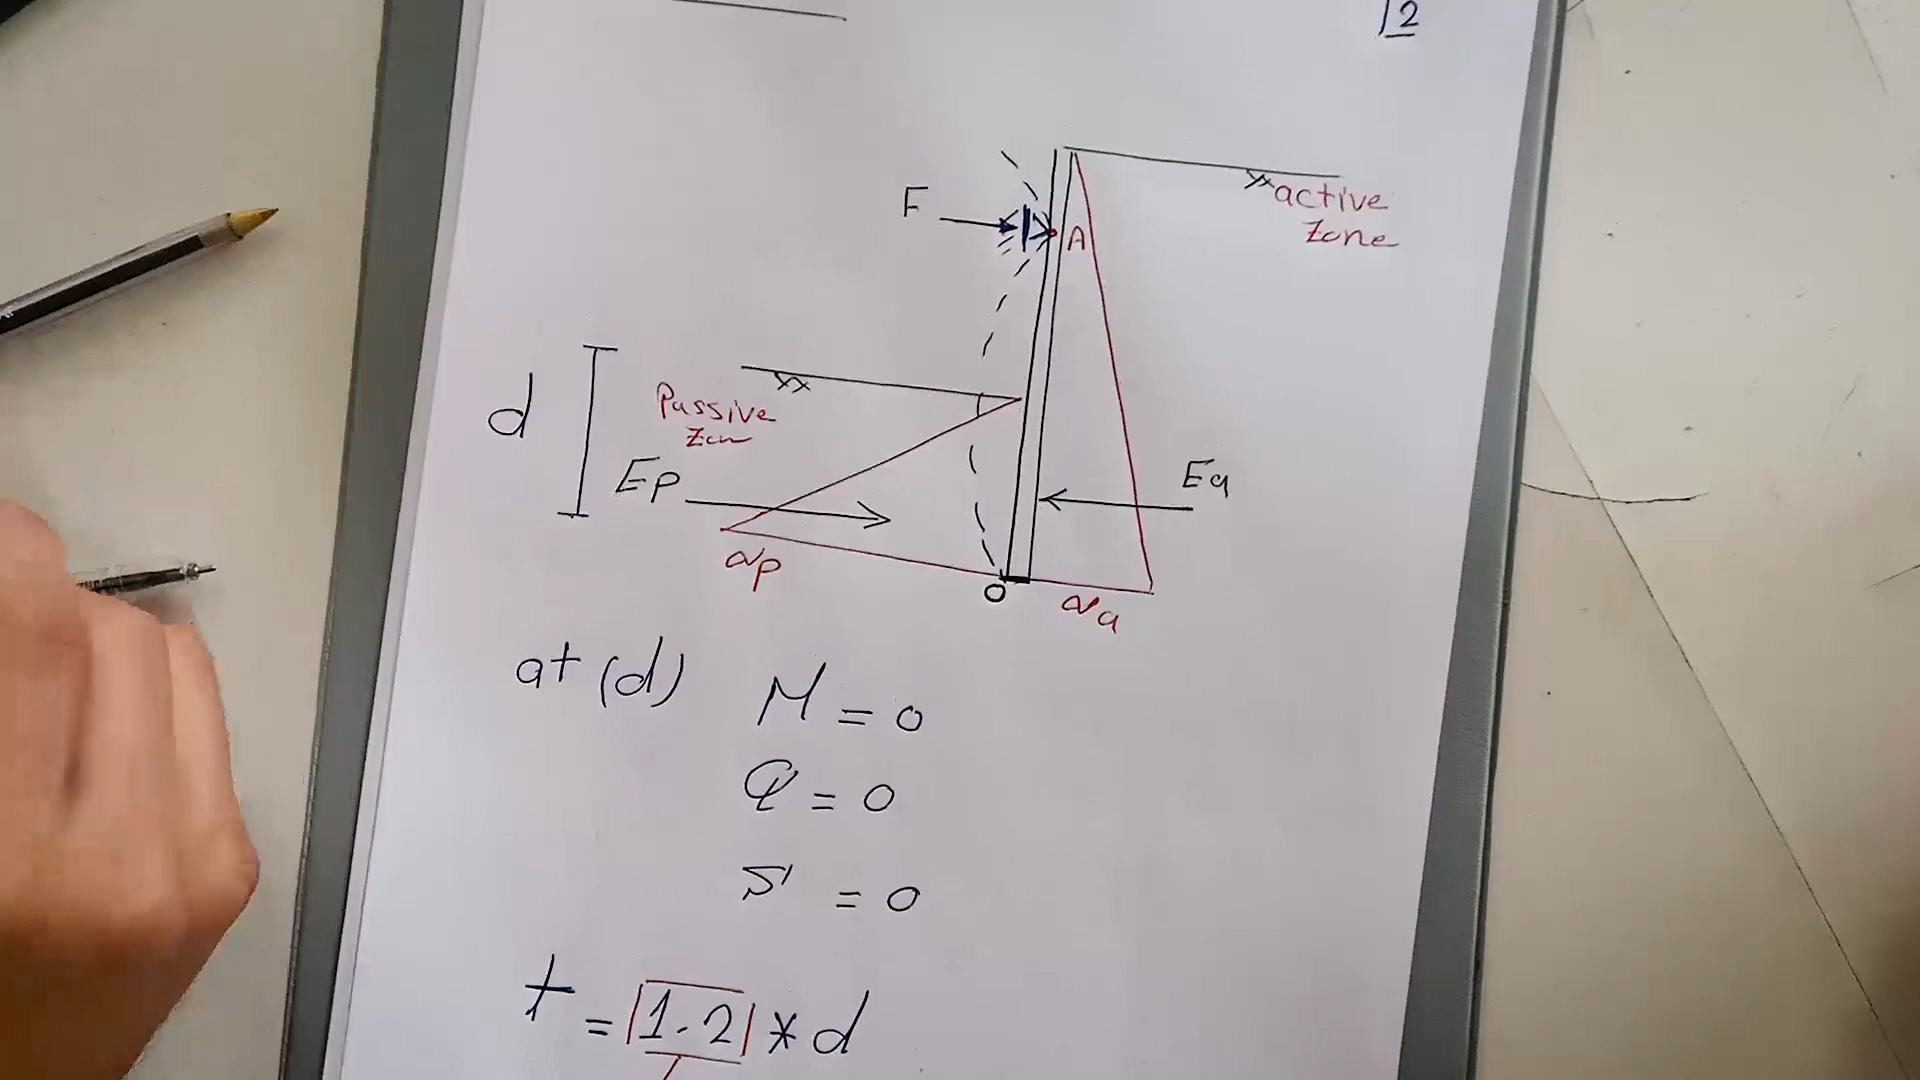 2
F
A
active
Zone
d
Passive
Zon
Ep
Ea
σp
O
σa
at (d) M = 0
Q = 0
S = 0
t = 1.2 * d